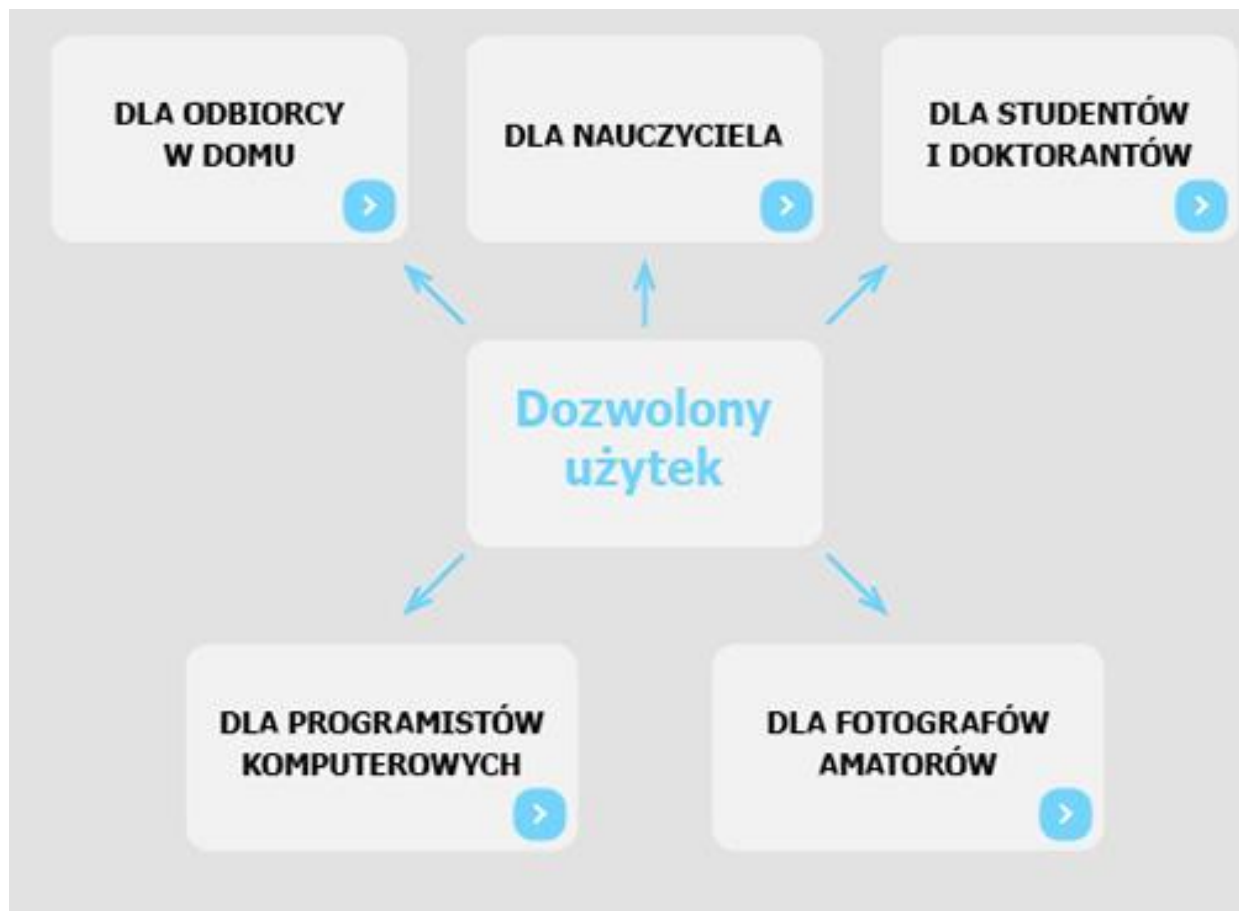 DLA ODBIORCY
W DOMU
DLA NAUCZYCIELA
DLA STUDENTÓW
I DOKTORANTÓW
Dozwolony
użytek
DLA PROGRAMISTÓW
KOMPUTEROWYCH
DLA FOTOGRAFÓW
AMATORÓW